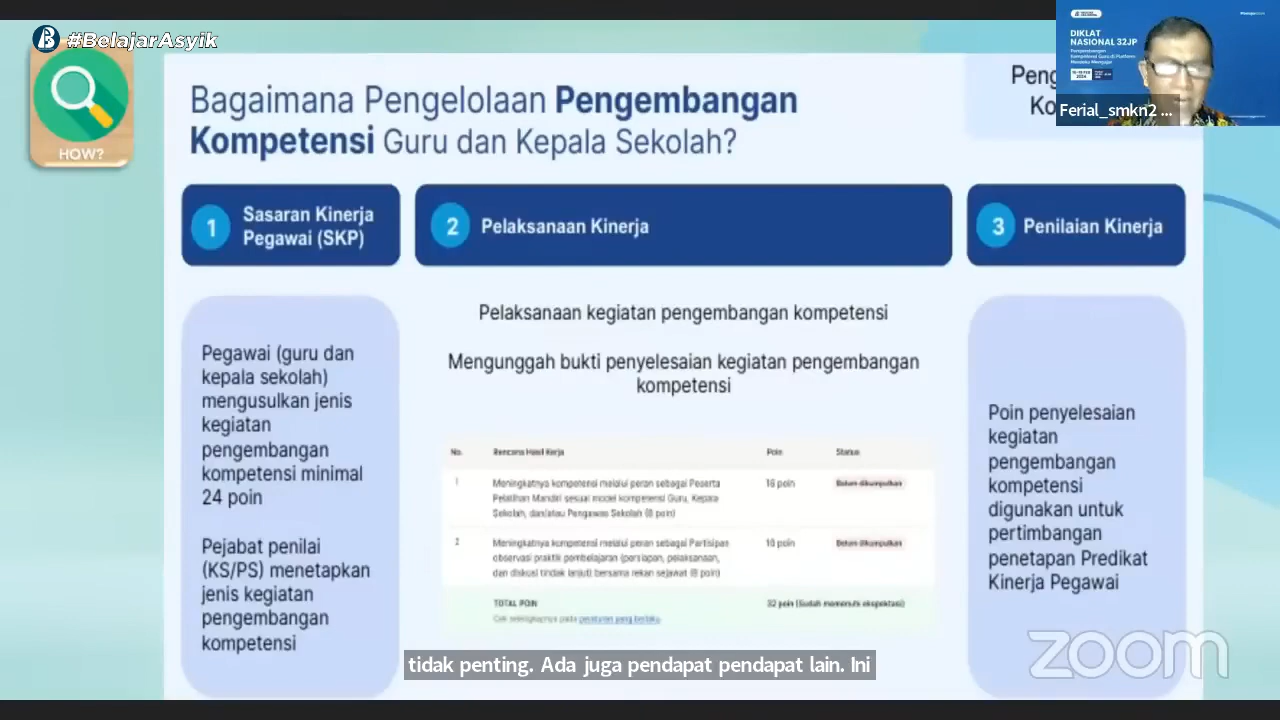 #BelajarAsyik
HOW?
Bagaimana Pengelolaan Pengembangan
Kompetensi Guru dan Kepala Sekolah?
DIKLAT
NASIONAL 32JP
Ferial_smkn2 ...
1
Sasaran Kinerja
Pegawai (SKP)
2
Pelaksanaan Kinerja
3
Penilaian Kinerja
Pegawai (guru dan
kepala sekolah)
mengusulkan jenis
kegiatan
pengembangan
kompetensi minimal
24 poin
Pejabat penilai
(KS/PS) menetapkan
jenis kegiatan
pengembangan
kompetensi
Pelaksanaan kegiatan pengembangan kompetensi
Mengunggah bukti penyelesaian kegiatan pengembangan
kompetensi
No. Rencana Hasil Kerja Poin Status
1 Meningkatnya kompetensi melalui peran sebagai Peserta
Pelatihan Mandiri sesuai model kompetensi Guru, Kepala
Sekolah, dan/atau Pengawas Sekolah (8 poin)
poin Belum dikumpulkan
2 Meningkatnya kompetensi melalui peran sebagai Partisipan
observasi praktik pembelajaran (persiapan, pelaksanaan,
dan diskusi tindak lanjut) bersama rekan sejawat (8 poin)
poin Belum dikumpulkan
TOTAL POIN 32 poin (Sudah memenuhi ekspektasi)
Cek selengkapnya pada peraturan yang berlaku
Poin penyelesaian
kegiatan
pengembangan
kompetensi
digunakan untuk
pertimbangan
penetapan Predikat
Kinerja Pegawai
tidak penting. Ada juga pendapat pendapat lain. Ini
zoom